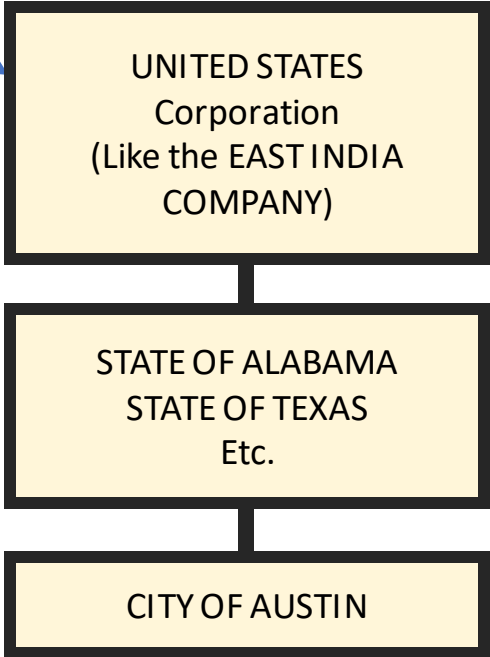 UNITED STATES
Corporation
(Like the EAST INDIA
COMPANY)
STATE OF ALABAMA
STATE OF TEXAS
Etc.
CITY OF AUSTIN